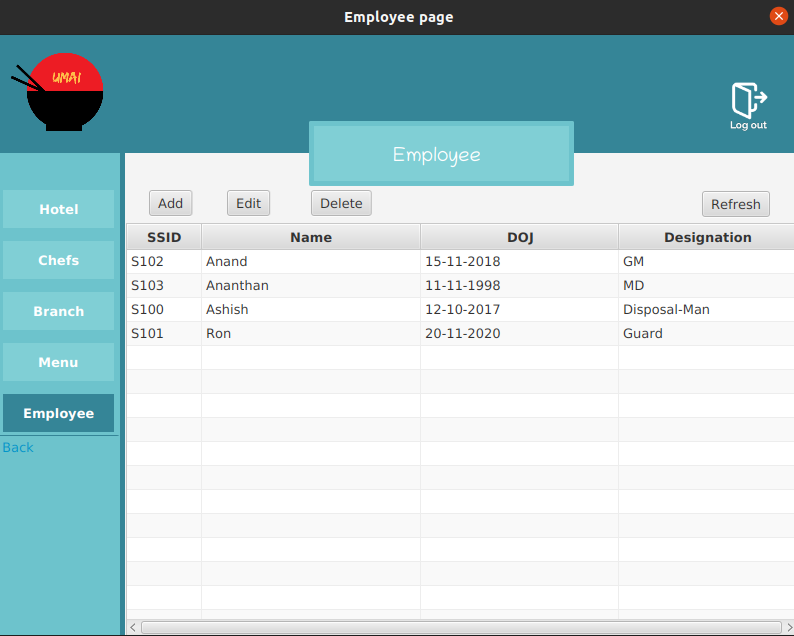 Employee page
UMAI
Log out
Employee
Add Edit Delete Refresh
Hotel
Chefs
Branch
Menu
Employee
Back
SSID Name DOJ Designation
S102 Anand 15-11-2018 GM
S103 Ananthan 11-11-1998 MD
S100 Ashish 12-10-2017 Disposal-Man
S101 Ron 20-11-2020 Guard